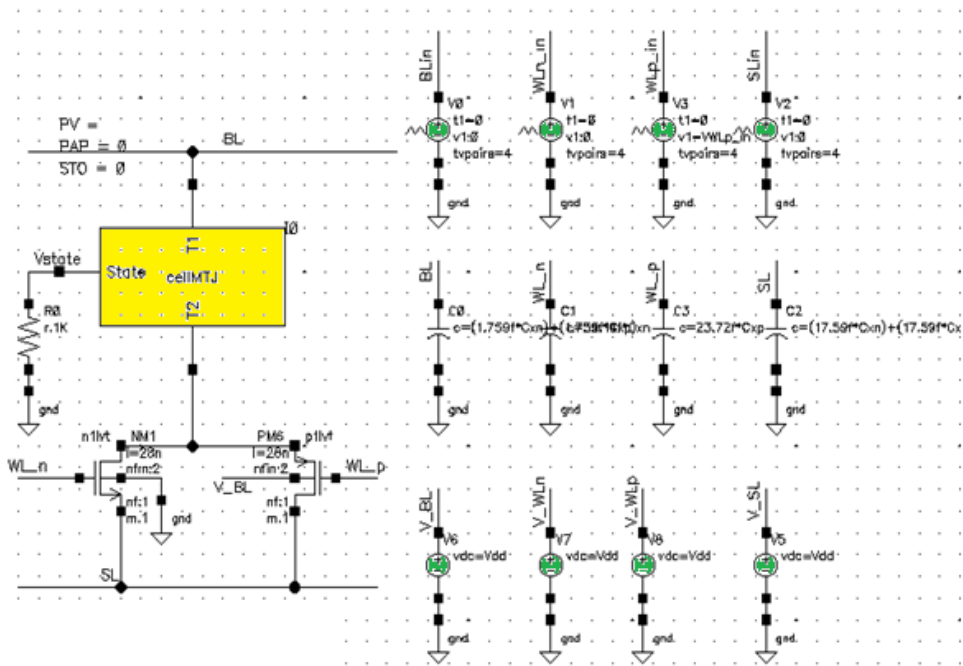 PV =
PAP = 0
STO = 0
BL
I0
T1
Vstate
State
cellMTJ
T2
R0
r:1K
gnd
n1lvt
NM1
l=28n
nfin:2
nf:1
m:1
gnd
WL_n
PM6
p1lvt
l=28n
nfin:2
V_BL
nf:1
m:1
WL_p
SL
BLin
V0
t1=0
v1:0
tvpairs=4
gnd
WLn_in
V1
t1=0
v1:0
tvpairs=4
gnd
WLp_in
V3
t1=0
v1=VWLp_in
tvpairs=4
gnd
SLin
V2
t1=0
v1:0
tvpairs=4
gnd
BL
C0
c=(1.759f*Cxn)+(
gnd
WL_n
C1
gnd
WL_p
C3
c=23.72f*Cxp
gnd
SL
C2
c=(17.59f*Cxn)+(17.59f*Cx
gnd
V_BL
V6
vdc=Vdd
gnd
V_WLn
V7
vdc=Vdd
gnd
V_WLp
V8
vdc=Vdd
gnd
V_SL
V5
vdc=Vdd
gnd